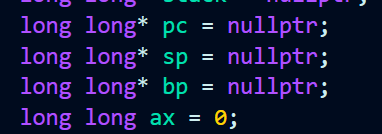 long long* pc = nullptr;
long long* sp = nullptr;
long long* bp = nullptr;
long long ax = 0;